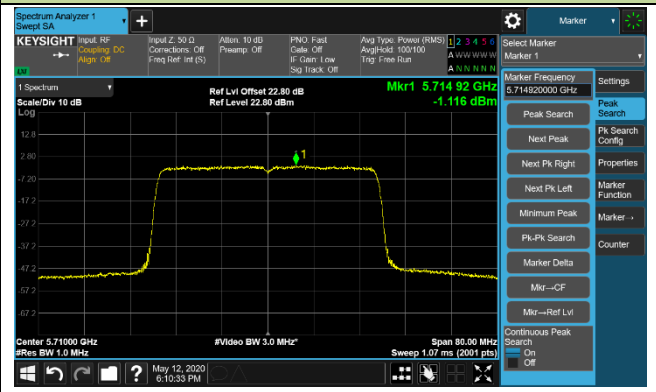 Spectrum Analyzer 1
Swept SA
Marker
KEYSIGHT
Input: RF
Coupling: DC
Align: Off
Input Z: 50 Ω
Corrections: Off
Freq Ref: Int (S)
Atten: 10 dB
Preamp: Off
PNO: Fast
Gate: Off
IF Gain: Low
Sig Track: Off
Avg Type: Power (RMS)
Avg|Hold: 100/100
Trig: Free Run
1 2 3 4 5 6
A W W W W W
A N N N N N
Select Marker
Marker 1
LXI
1 Spectrum
Scale/Div 10 dB
Log
Ref Lvl Offset 22.80 dB
Ref Level 22.80 dBm
Mkr1 5.714 92 GHz
-1.116 dBm
12.8
2.80
-7.20
-17.2
-27.2
-37.2
-47.2
-57.2
-67.2
1
Center 5.71000 GHz
#Res BW 1.0 MHz
#Video BW 3.0 MHz*
Span 80.00 MHz
Sweep 1.07 ms (2001 pts)
Marker Frequency
5.714920000 GHz
Peak Search
Next Peak
Next Pk Right
Next Pk Left
Minimum Peak
Pk-Pk Search
Marker Delta
Mkr→CF
Mkr→Ref Lvl
Continuous Peak
Search
On
Off
Settings
Peak
Search
Pk Search
Config
Properties
Marker
Function
Marker→
Counter
May 12, 2020
6:10:33 PM